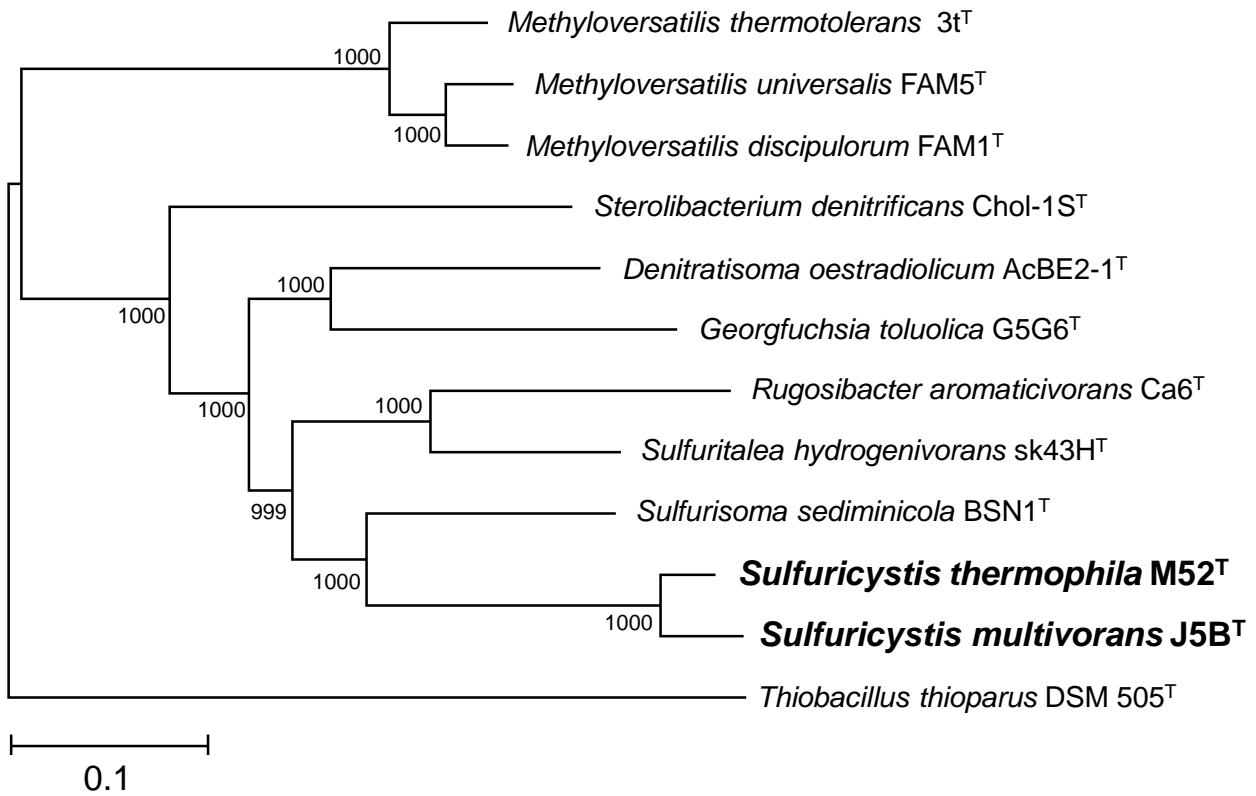 Methyloversatilis thermotolerans 3tᵀ
1000
Methyloversatilis universalis FAM5ᵀ
1000
Methyloversatilis discipulorum FAM1ᵀ
Sterolibacterium denitrificans Chol-1Sᵀ
Denitratisoma oestradiolicum AcBE2-1ᵀ
1000
1000
Georgfuchsia toluolica G5G6ᵀ
Rugosibacter aromaticivorans Ca6ᵀ
1000
1000
Sulfuritalea hydrogenivorans sk43Hᵀ
999
Sulfurisoma sediminicola BSN1ᵀ
1000
Sulfuricystis thermophila M52ᵀ
1000
Sulfuricystis multivorans J5Bᵀ
Thiobacillus thioparus DSM 505ᵀ
0.1